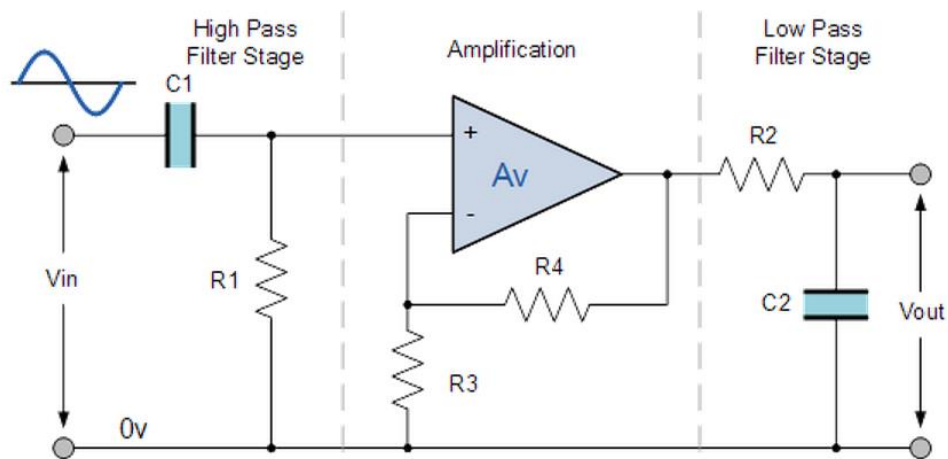 High Pass
Filter Stage
Amplification
Low Pass
Filter Stage
C1
R2
+
Av
-
R4
R1
Vin
C2
Vout
R3
0v